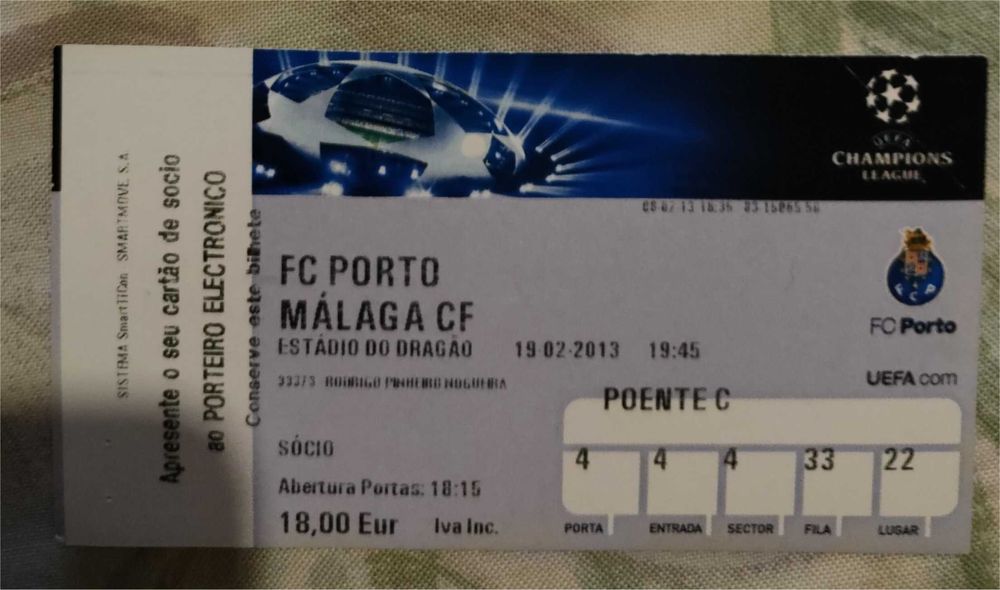 SISTEMA SmartTiCon SMARTMOVE S.A
Apresente o seu cartão de socio
ao PORTEIRO ELECTRONICO
Conserve este bilhete
UEFA
CHAMPIONS
LEAGUE
FC PORTO
MÁLAGA CF
ESTÁDIO DO DRAGÃO 19-02-2013 19:45
RODRIGO PINHEIRO NOGUEIRA
FCP
FC Porto
UEFA.com
POENTE C
SÓCIO
Abertura Portas: 18:15
18,00 Eur Iva Inc.
4 4 4 33 22
PORTA ENTRADA SECTOR FILA LUGAR